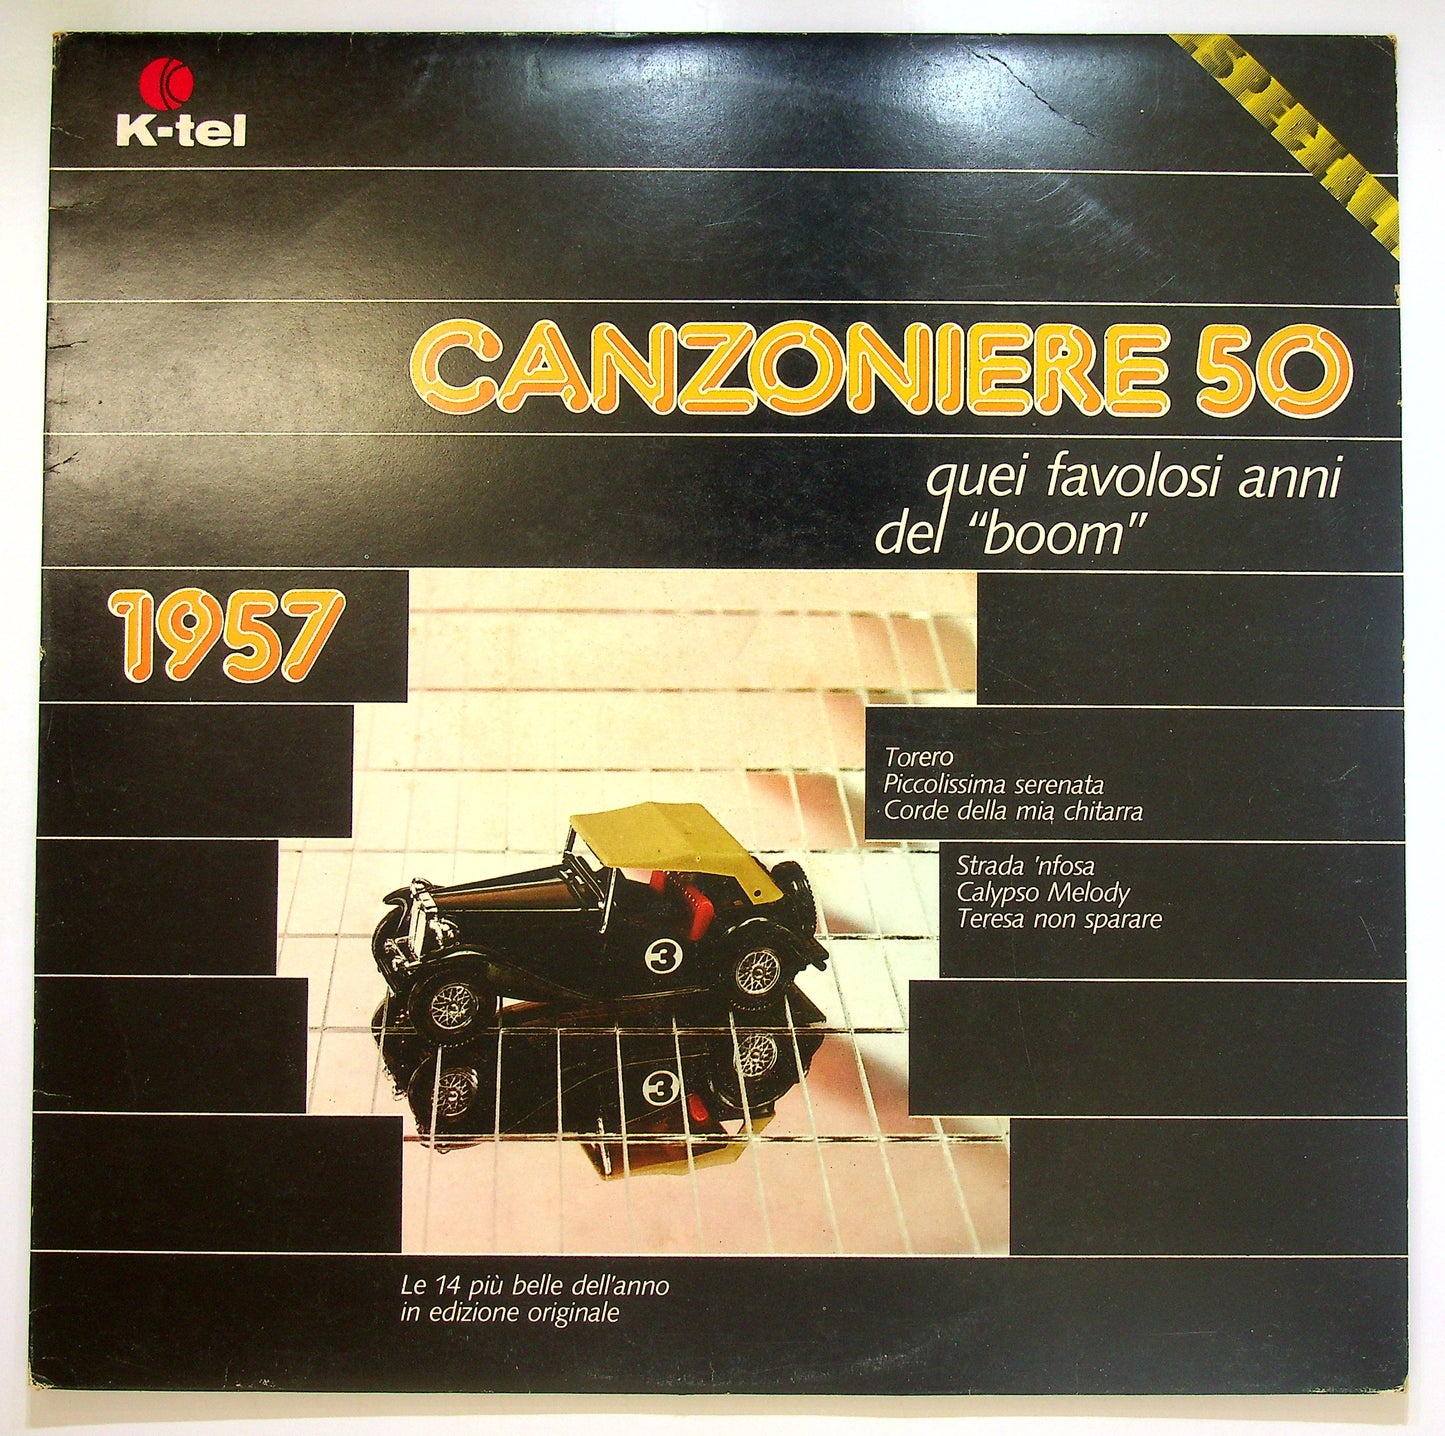 K-tel
SPECIAL
CANZONIERE 50
quei favolosi anni
del "boom"
1957
Torero
Piccolissima serenata
Corde della mia chitarra
Strada 'nfosa
Calypso Melody
Teresa non sparare
3
3
Le 14 più belle dell'anno
in edizione originale